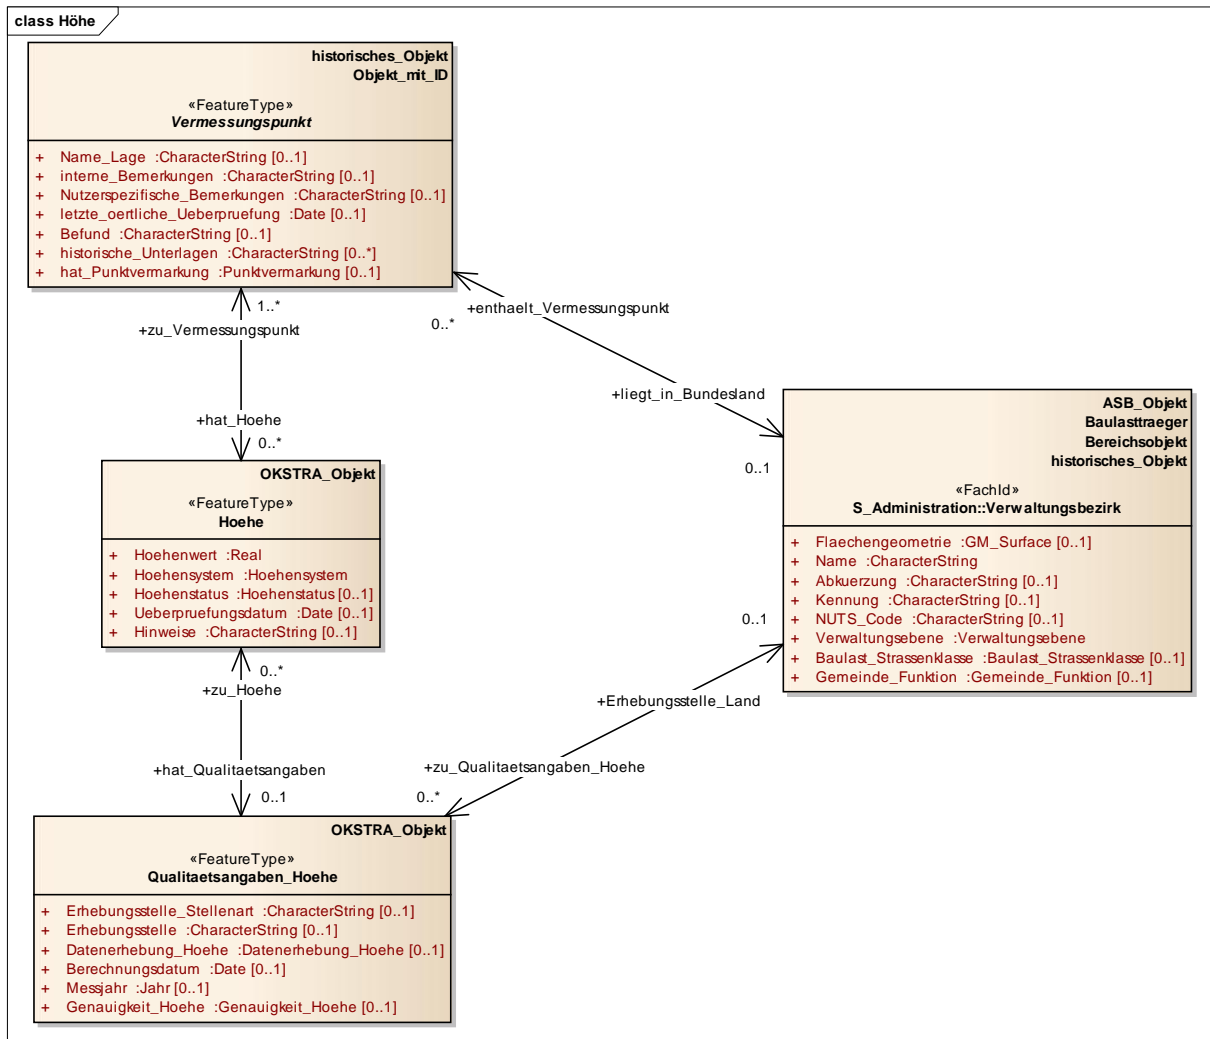 class Höhe
historisches_Objekt
Objekt_mit_ID
«FeatureType»
Vermessungspunkt
+ Name_Lage :CharacterString [0..1]
+ interne_Bemerkungen :CharacterString [0..1]
+ Nutzerspezifische_Bemerkungen :CharacterString [0..1]
+ letzte_oertliche_Ueberpruefung :Date [0..1]
+ Befund :CharacterString [0..1]
+ historische_Unterlagen :CharacterString [0..*]
+ hat_Punktvermarkung :Punktvermarkung [0..1]
1..*
+zu_Vermessungspunkt
+enthaelt_Vermessungspunkt
0..*
+liegt_in_Bundesland
0..1
+hat_Hoehe
0..*
OKSTRA_Objekt
«FeatureType»
Hoehe
+ Hoehenwert :Real
+ Hoehensystem :Hoehensystem
+ Hoehenstatus :Hoehenstatus [0..1]
+ Ueberpruefungsdatum :Date [0..1]
+ Hinweise :CharacterString [0..1]
ASB_Objekt
Baulasttraeger
Bereichsobjekt
historisches_Objekt
«FachId»
S_Administration::Verwaltungsbezirk
+ Flaechengeometrie :GM_Surface [0..1]
+ Name :CharacterString
+ Abkuerzung :CharacterString [0..1]
+ Kennung :CharacterString [0..1]
+ NUTS_Code :CharacterString [0..1]
+ Verwaltungsebene :Verwaltungsebene
+ Baulast_Strassenklasse :Baulast_Strassenklasse [0..1]
+ Gemeinde_Funktion :Gemeinde_Funktion [0..1]
0..1
+Erhebungsstelle_Land
0..*
+zu_Hoehe
+hat_Qualitaetsangaben
0..1
+zu_Qualitaetsangaben_Hoehe
0..*
OKSTRA_Objekt
«FeatureType»
Qualitaetsangaben_Hoehe
+ Erhebungsstelle_Stellenart :CharacterString [0..1]
+ Erhebungsstelle :CharacterString [0..1]
+ Datenerhebung_Hoehe :Datenerhebung_Hoehe [0..1]
+ Berechnungsdatum :Date [0..1]
+ Messjahr :Jahr [0..1]
+ Genauigkeit_Hoehe :Genauigkeit_Hoehe [0..1]